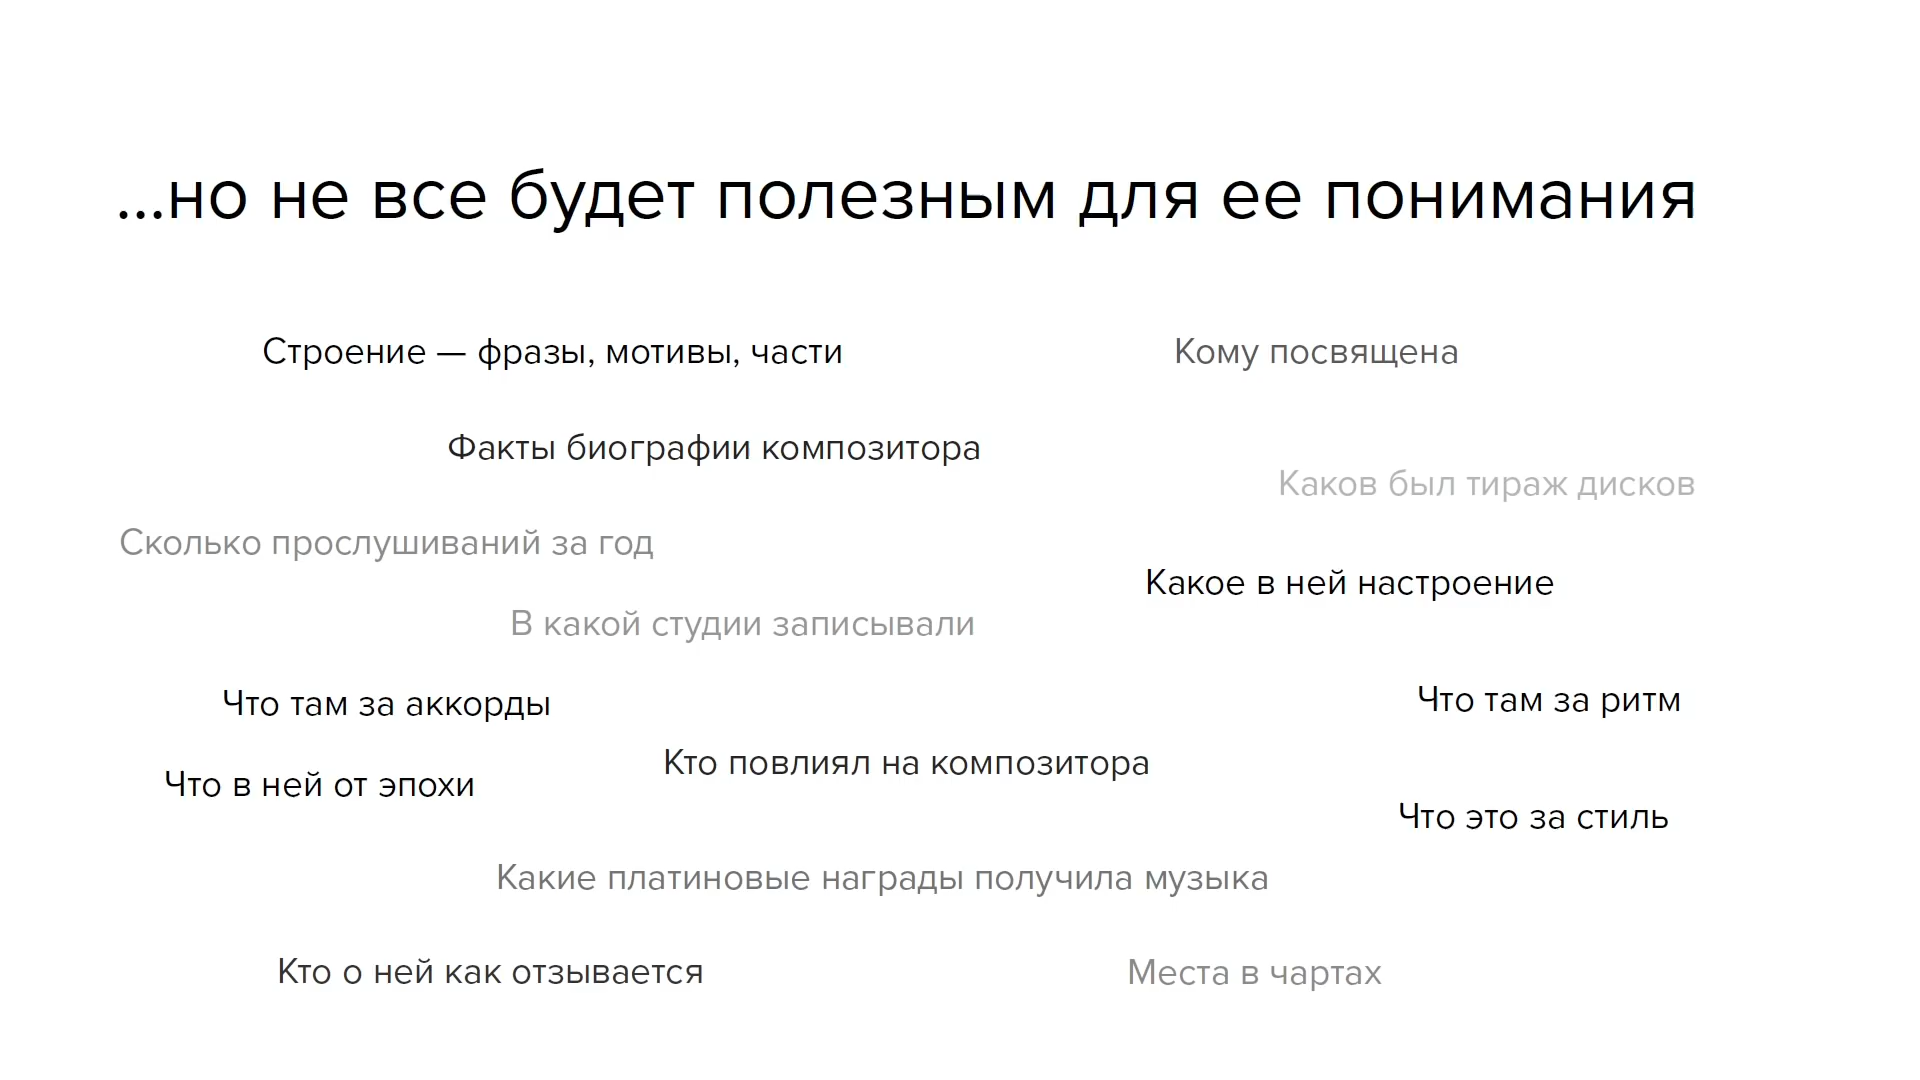 ...но не все будет полезным для ее понимания
Строение — фразы, мотивы, части
Кому посвящена
Факты биографии композитора
Каков был тираж дисков
Сколько прослушиваний за год
Какое в ней настроение
В какой студии записывали
Что там за аккорды
Что там за ритм
Кто повлиял на композитора
Что в ней от эпохи
Что это за стиль
Какие платиновые награды получила музыка
Кто о ней как отзывается
Места в чартах